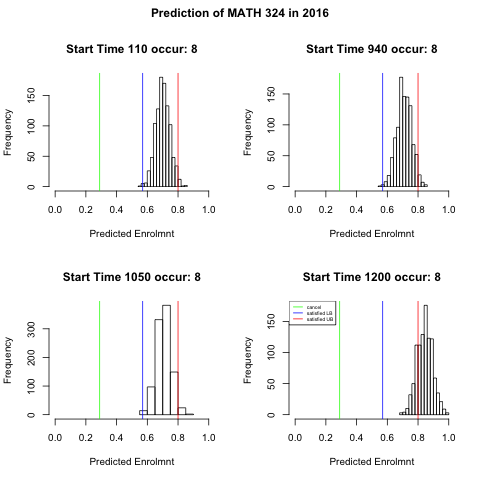 Prediction of MATH 324 in 2016
Start Time 110 occur: 8
Frequency
150
100
50
0
0.0 0.2 0.4 0.6 0.8 1.0
Predicted Enrolmnt
Start Time 940 occur: 8
Frequency
150
100
50
0
0.0 0.2 0.4 0.6 0.8 1.0
Predicted Enrolmnt
Start Time 1050 occur: 8
Frequency
300
200
100
0
0.0 0.2 0.4 0.6 0.8 1.0
Predicted Enrolmnt
Start Time 1200 occur: 8
cancel
satisfied LB
satisfied UB
Frequency
150
100
50
0
0.0 0.2 0.4 0.6 0.8 1.0
Predicted Enrolmnt